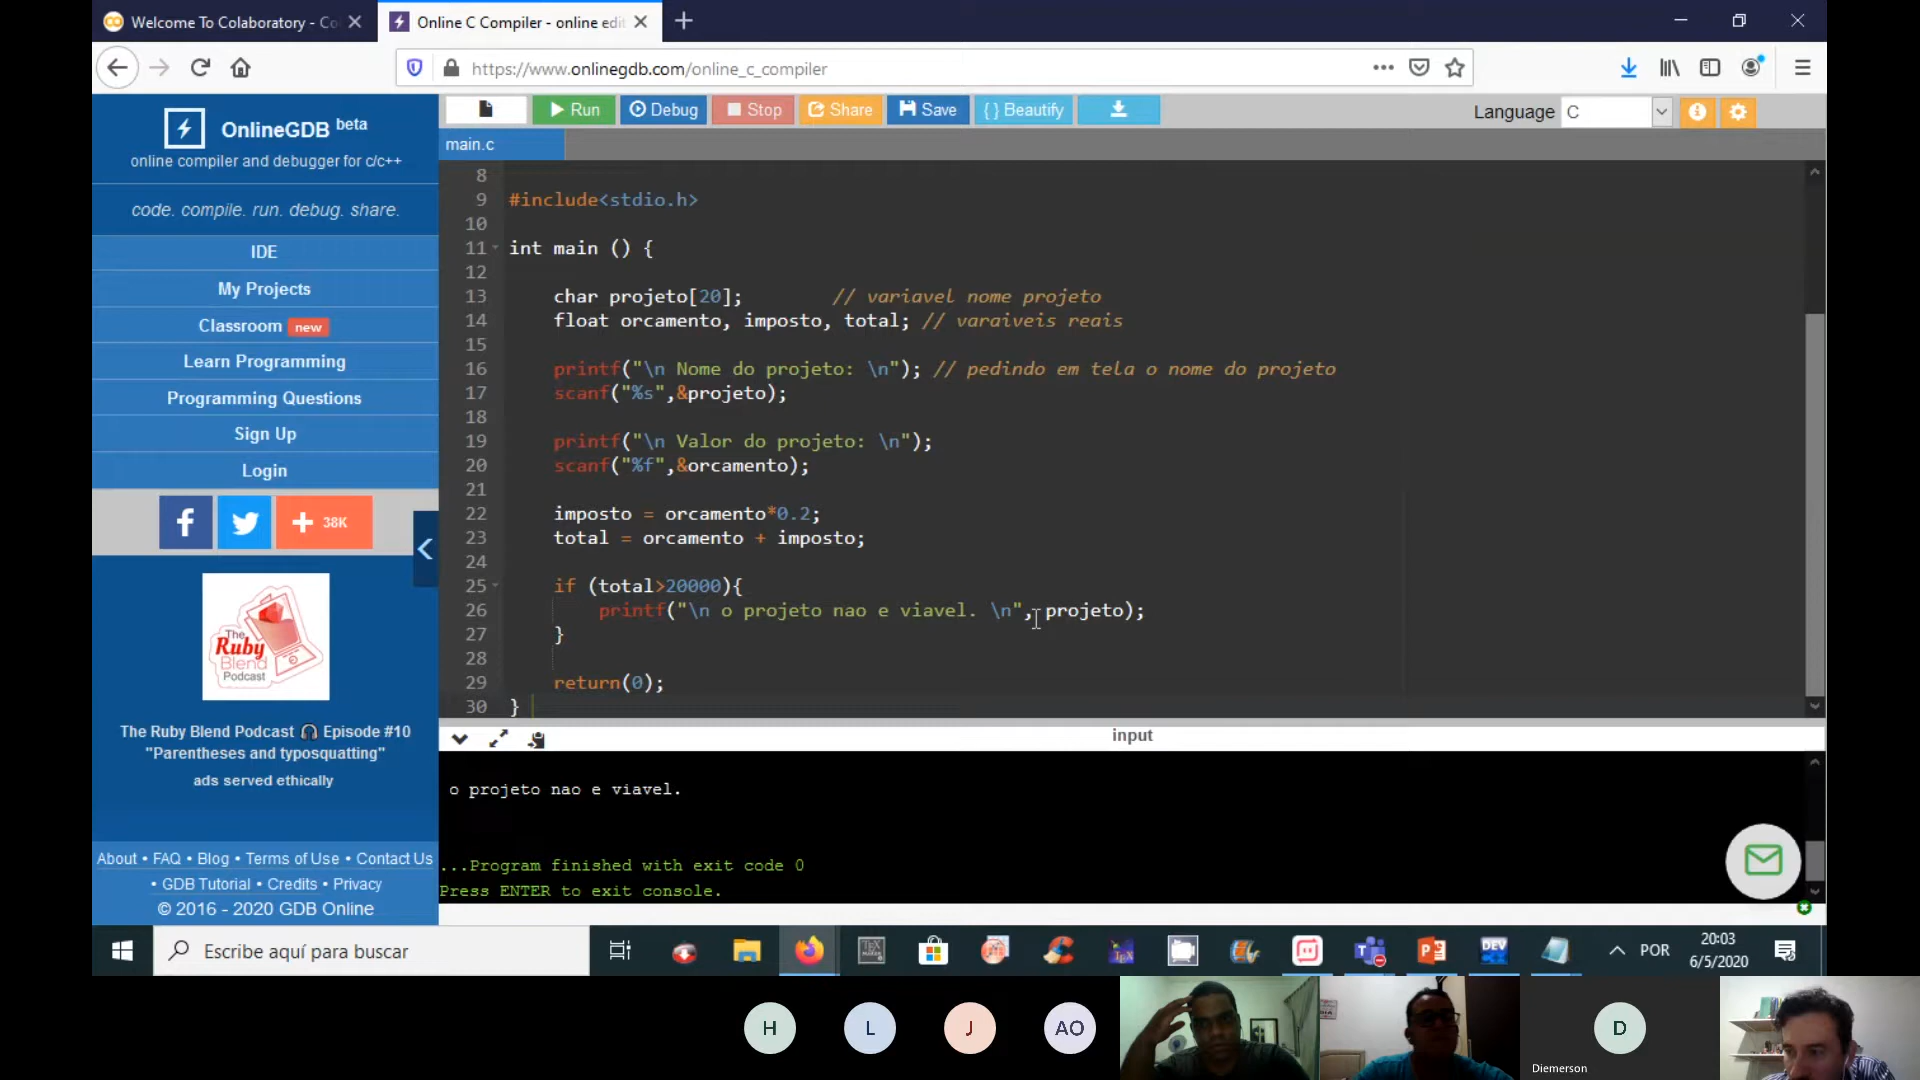 Welcome To Colaboratory - Co
Online C Compiler - online edit
https://www.onlinegdb.com/online_c_compiler
OnlineGDB beta
online compiler and debugger for c/c++
code. compile. run. debug. share.
IDE
My Projects
Classroom new
Learn Programming
Programming Questions
Sign Up
Login
38K
The
Ruby
Blend
Podcast
The Ruby Blend Podcast 🎧 Episode #10
"Parentheses and typosquatting"
ads served ethically
About • FAQ • Blog • Terms of Use • Contact Us
• GDB Tutorial • Credits • Privacy
© 2016 - 2020 GDB Online
Run Debug Stop Share Save {} Beautify
Language C
main.c
8
9 #include<stdio.h>
10
11 int main () {
12
13 char projeto[20]; // variavel nome projeto
14 float orcamento, imposto, total; // varaiveis reais
15
16 printf("\n Nome do projeto: \n"); // pedindo em tela o nome do projeto
17 scanf("%s",&projeto);
18
19 printf("\n Valor do projeto: \n");
20 scanf("%f",&orcamento);
21
22 imposto = orcamento*0.2;
23 total = orcamento + imposto;
24
25 if (total>20000){
26 printf("\n o projeto nao e viavel. \n", projeto);
27 }
28
29 return(0);
30 }
input
o projeto nao e viavel.
...Program finished with exit code 0
Press ENTER to exit console.
Escribe aquí para buscar
POR
20:03
6/5/2020
H
L
J
AO
D
Diemerson